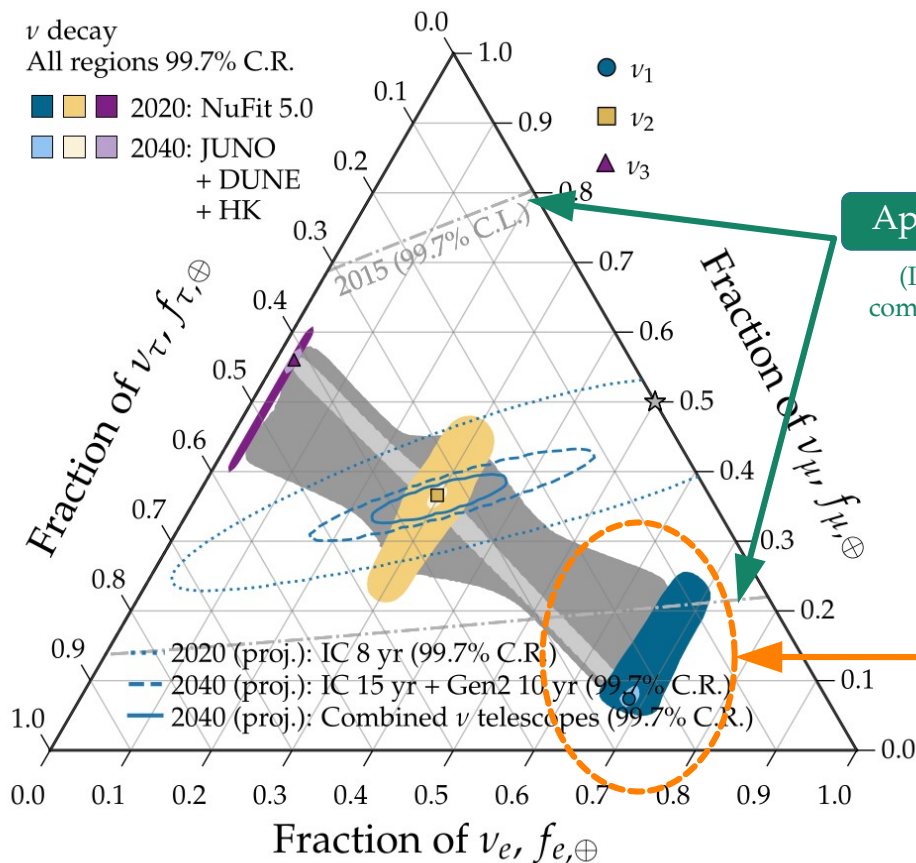 ν decay
All regions 99.7% C.R.
2020: NuFit 5.0
2040: JUNO
+ DUNE
+ HK
ν1
ν2
ν3
0.0
0.1
0.2
0.3
0.4
0.5
0.6
0.7
0.8
0.9
1.0
Fraction of ντ, fτ,⊕
1.0
0.9
0.8
0.7
0.6
0.5
0.4
0.3
0.2
0.1
0.0
Fraction of νμ, fμ,⊕
2015 (99.7% C.L.)
2020 (proj.): IC 8 yr (99.7% C.R.)
2040 (proj.): IC 15 yr + Gen2 10 yr (99.7% C.R.)
2040 (proj.): Combined ν telescopes (99.7% C.R.)
0.0
0.1
0.2
0.3
0.4
0.5
0.6
0.7
0.8
0.9
1.0
Fraction of νe, fe,⊕